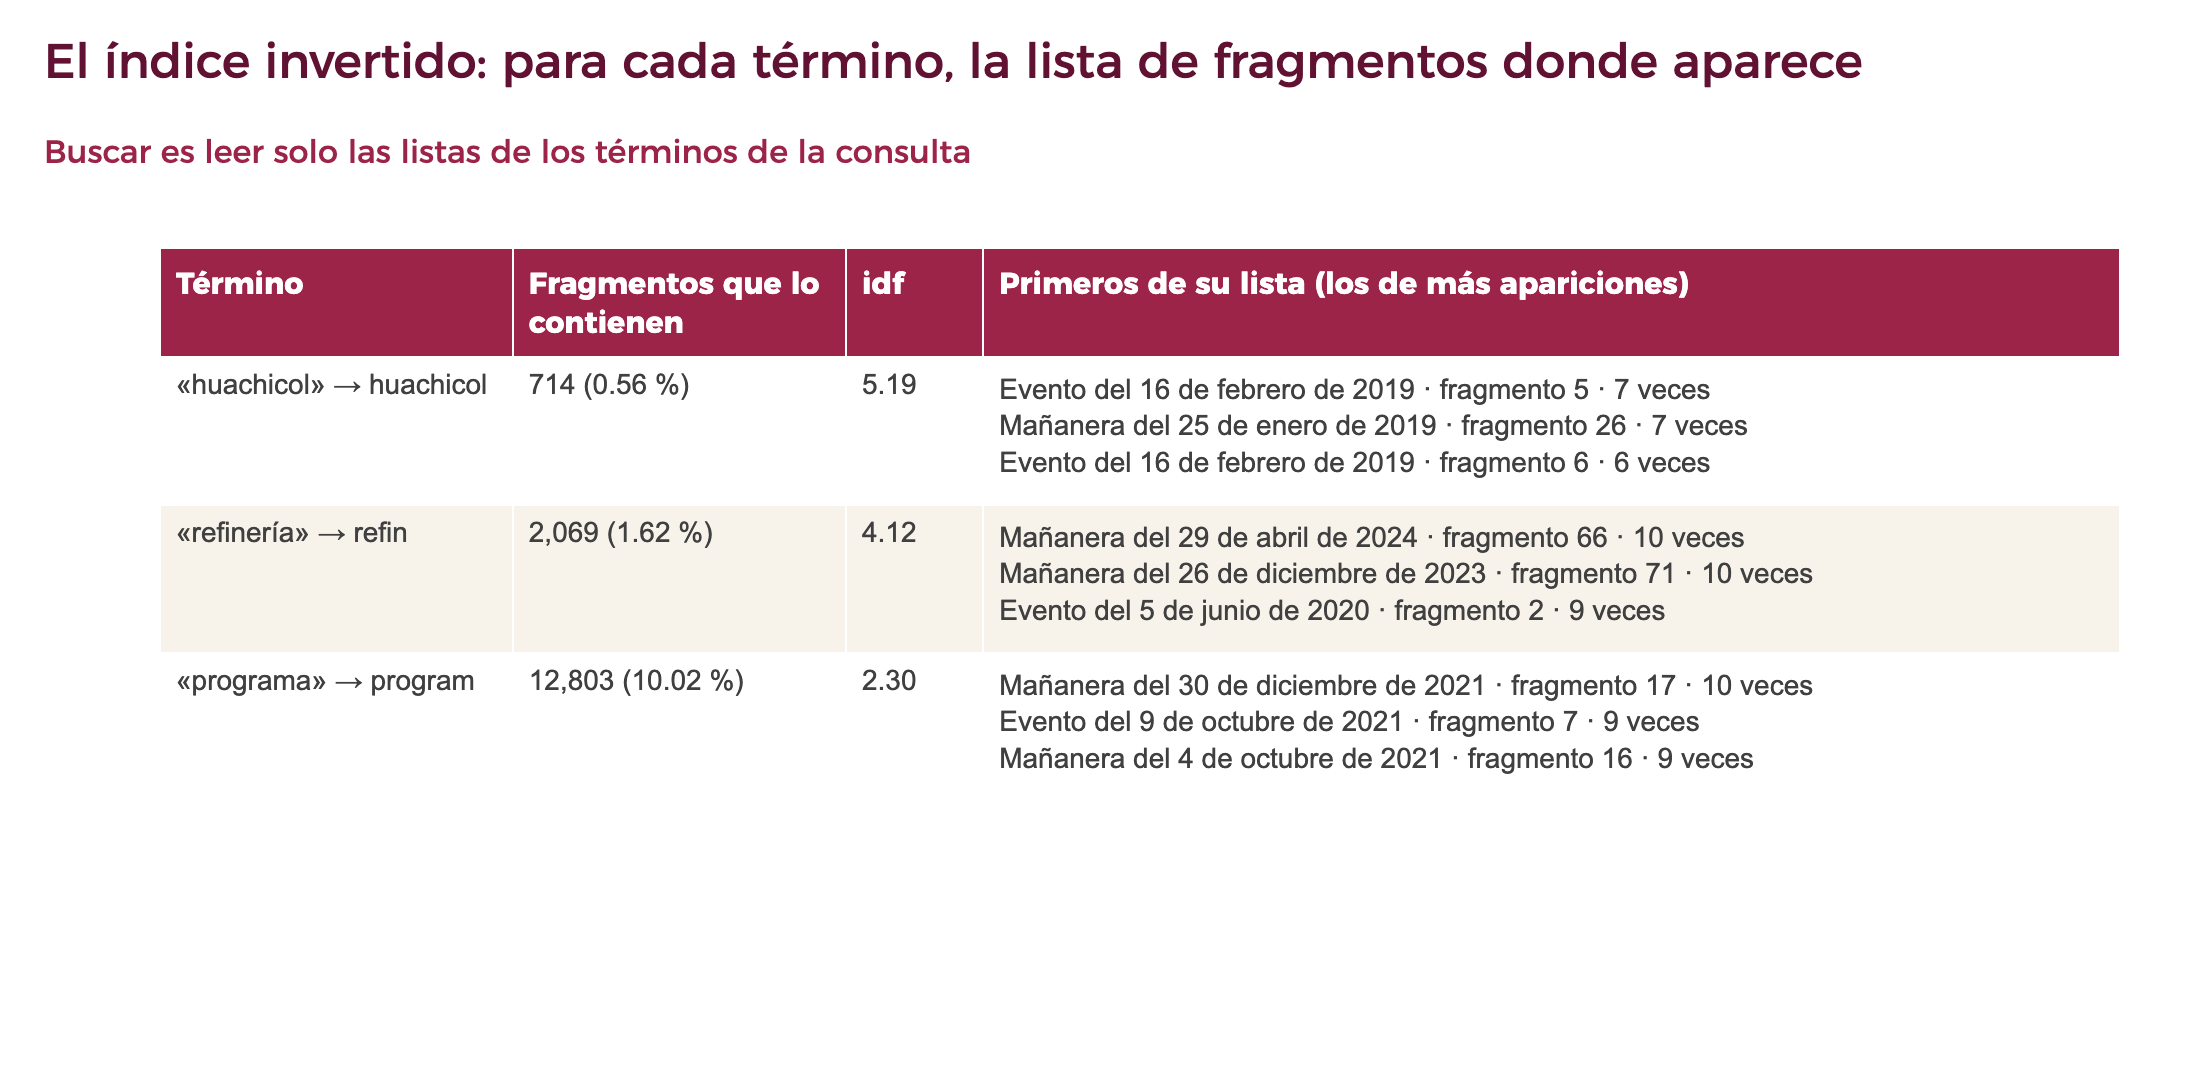 El índice invertido: para cada término, la lista de fragmentos donde aparece
Buscar es leer solo las listas de los términos de la consulta
Término
Fragmentos que lo
contienen
idf
Primeros de su lista (los de más apariciones)
«huachicol» → huachicol
714 (0.56 %)
5.19
Evento del 16 de febrero de 2019 · fragmento 5 · 7 veces
Mañanera del 25 de enero de 2019 · fragmento 26 · 7 veces
Evento del 16 de febrero de 2019 · fragmento 6 · 6 veces
«refinería» → refin
2,069 (1.62 %)
4.12
Mañanera del 29 de abril de 2024 · fragmento 66 · 10 veces
Mañanera del 26 de diciembre de 2023 · fragmento 71 · 10 veces
Evento del 5 de junio de 2020 · fragmento 2 · 9 veces
«programa» → program
12,803 (10.02 %)
2.30
Mañanera del 30 de diciembre de 2021 · fragmento 17 · 10 veces
Evento del 9 de octubre de 2021 · fragmento 7 · 9 veces
Mañanera del 4 de octubre de 2021 · fragmento 16 · 9 veces